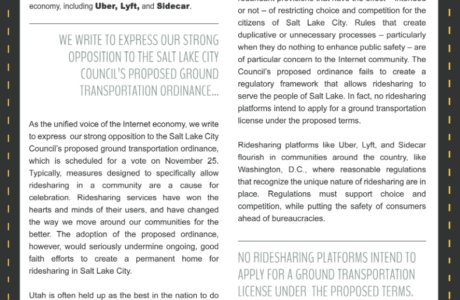 economy, including Uber, Lyft, and Sidecar.
WE WRITE TO EXPRESS OUR STRONG
OPPOSITION TO THE SALT LAKE CITY
COUNCIL'S PROPOSED GROUND
TRANSPORTATION ORDINANCE...
As the unified voice of the Internet economy, we write
to express our strong opposition to the Salt Lake City
Council's proposed ground transportation ordinance,
which is scheduled for a vote on November 25.
Typically, measures designed to specifically allow
ridesharing in a community are a cause for
celebration. Ridesharing services have won the
hearts and minds of their users, and have changed
the way we move around our communities for the
better. The adoption of the proposed ordinance,
however, would seriously undermine ongoing, good
faith efforts to create a permanent home for
ridesharing in Salt Lake City.
Utah is often held up as the best in the nation to do
or not – of restricting choice and competition for the
citizens of Salt Lake City. Rules that create
duplicative or unnecessary processes – particularly
when they do nothing to enhance public safety – are
of particular concern to the Internet community. The
Council's proposed ordinance fails to create a
regulatory framework that allows ridesharing to
serve the people of Salt Lake. In fact, no ridesharing
platforms intend to apply for a ground transportation
license under the proposed terms.
Ridesharing platforms like Uber, Lyft, and Sidecar
flourish in communities around the country, like
Washington, D.C., where reasonable regulations
that recognize the unique nature of ridesharing are in
place. Regulations must support choice and
competition, while putting the safety of consumers
ahead of bureaucracies.
NO RIDESHARING PLATFORMS INTEND TO
APPLY FOR A GROUND TRANSPORTATION
LICENSE UNDER THE PROPOSED TERMS.